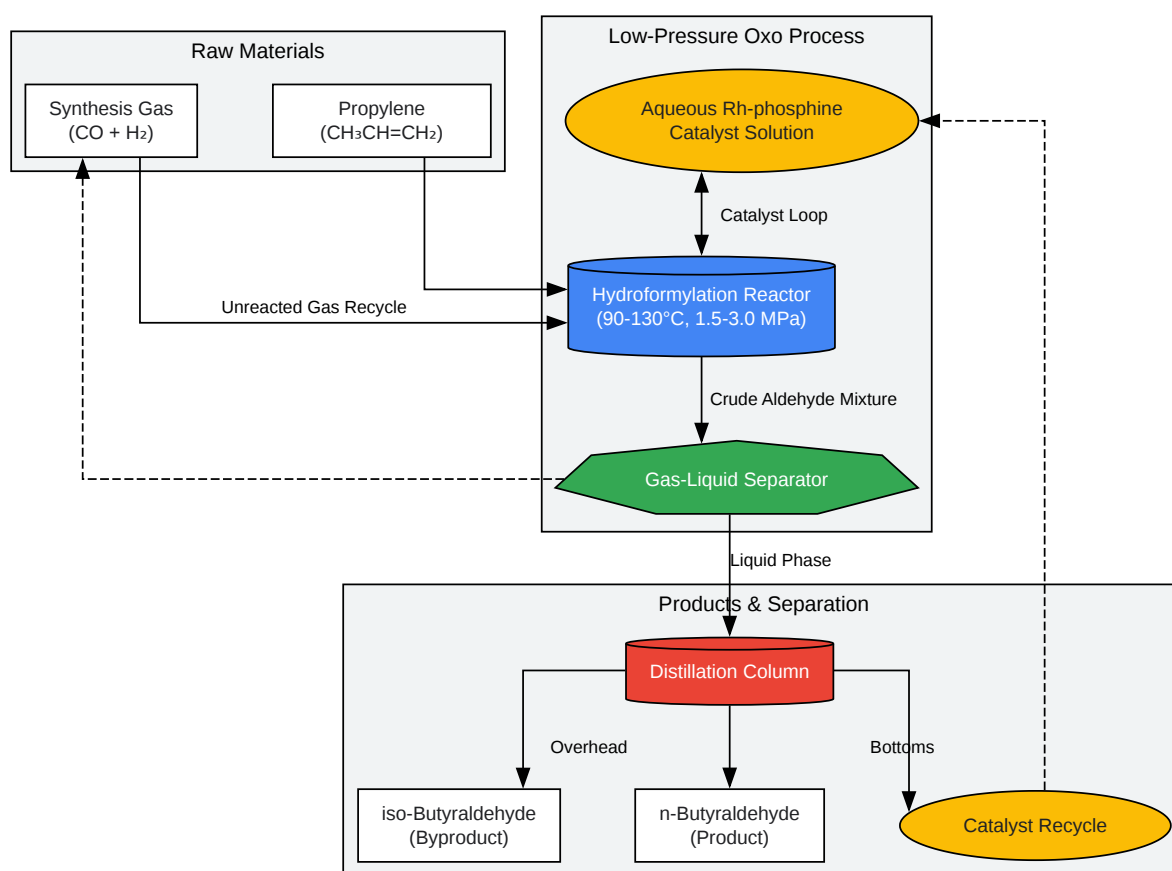 Low-Pressure Oxo Process
Raw Materials
Synthesis Gas
(CO + H₂)
Propylene
(CH₃CH=CH₂)
Aqueous Rh-phosphine
Catalyst Solution
Catalyst Loop
Hydroformylation Reactor
(90-130°C, 1.5-3.0 MPa)
Unreacted Gas Recycle
Crude Aldehyde Mixture
Gas-Liquid Separator
Liquid Phase
Products & Separation
Distillation Column
Overhead
Bottoms
iso-Butyraldehyde
(Byproduct)
n-Butyraldehyde
(Product)
Catalyst Recycle